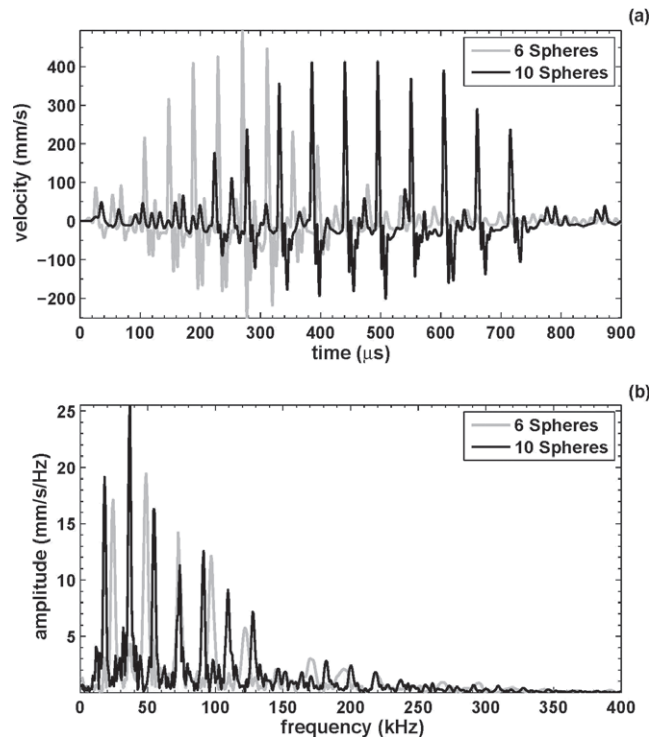 (a)
6 Spheres
10 Spheres
400
300
200
100
0
−100
−200
velocity (mm/s)
0 100 200 300 400 500 600 700 800 900
time (μs)
(b)
6 Spheres
10 Spheres
25
20
15
10
5
amplitude (mm/s/Hz)
0 50 100 150 200 250 300 350 400
frequency (kHz)